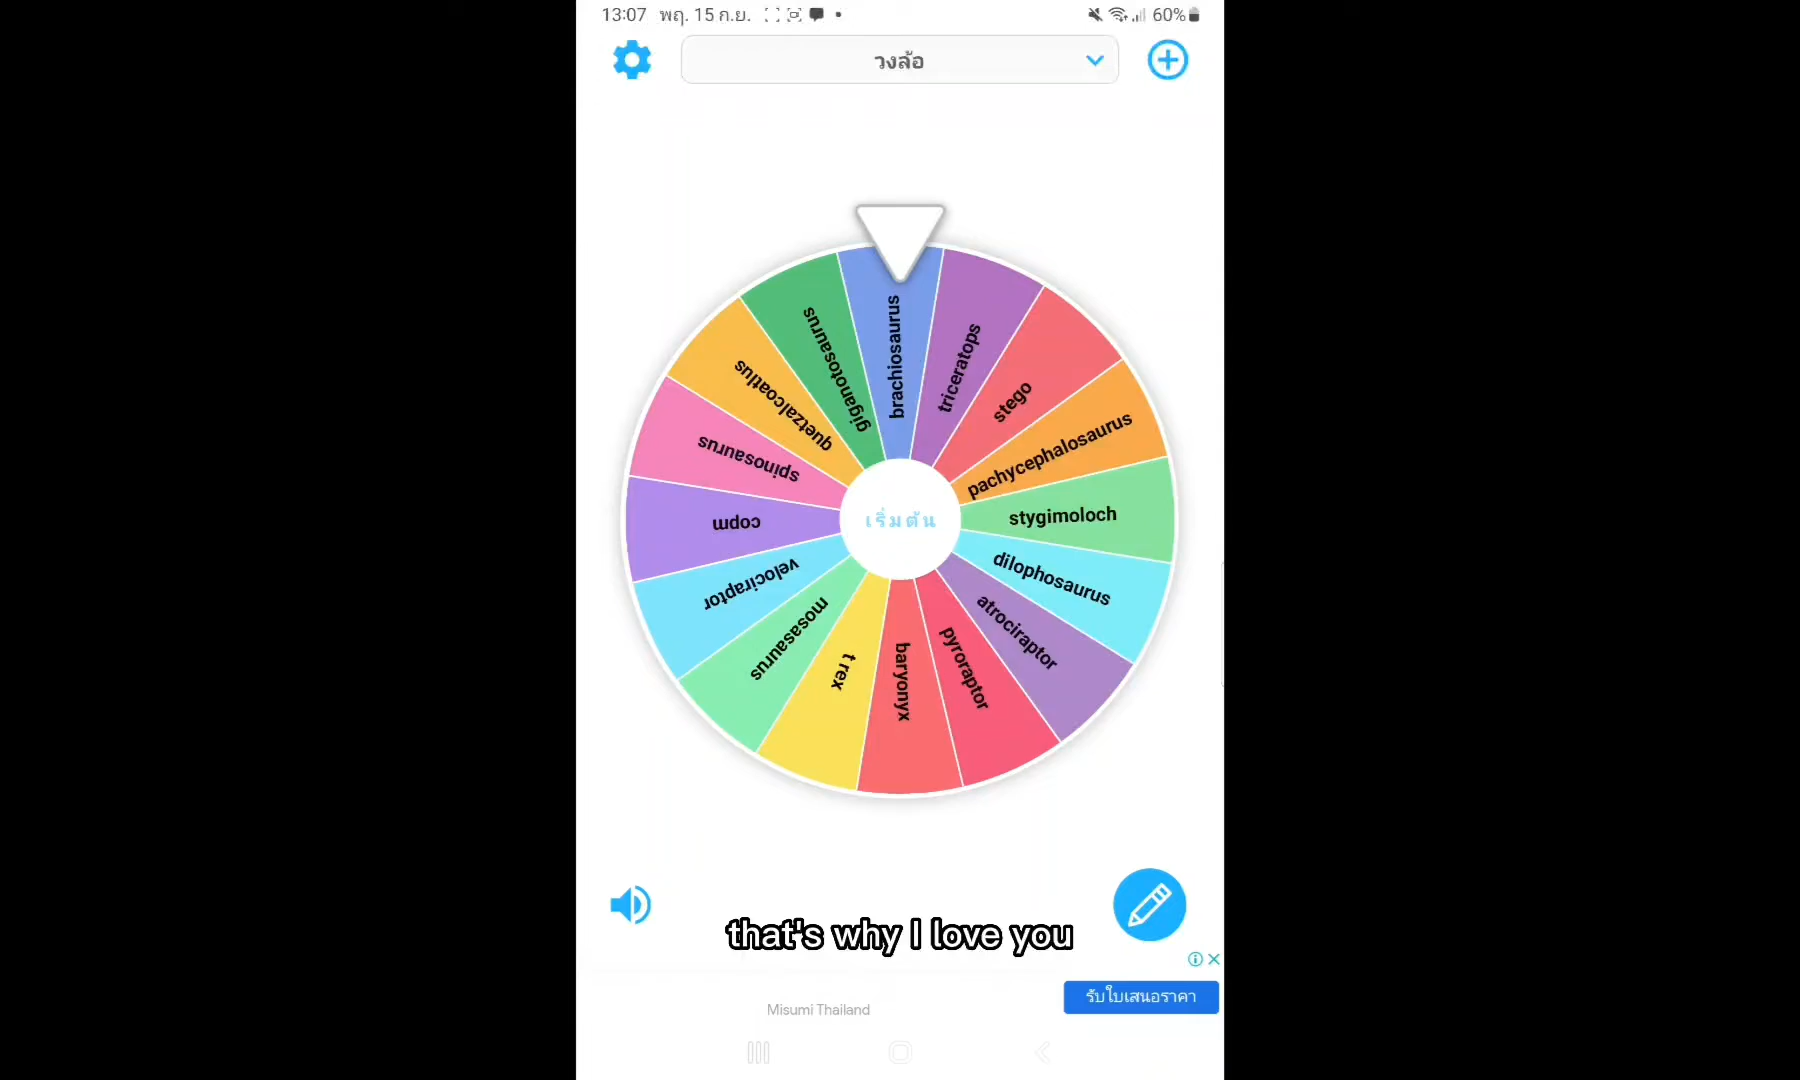 13:07 พฤ. 15 ก.ย. 60%
วงล้อ
brachiosaurus
triceratops
stego
pachycephalosaurus
stygimoloch
dilophosaurus
atrociraptor
pyroraptor
baryonyx
t rex
mosasaurus
velociraptor
copm
spinosaurus
quetzalcoatlus
giganotosaurus
เริ่มต้น
that's why I love you
Misumi Thailand
รับใบเสนอราคา